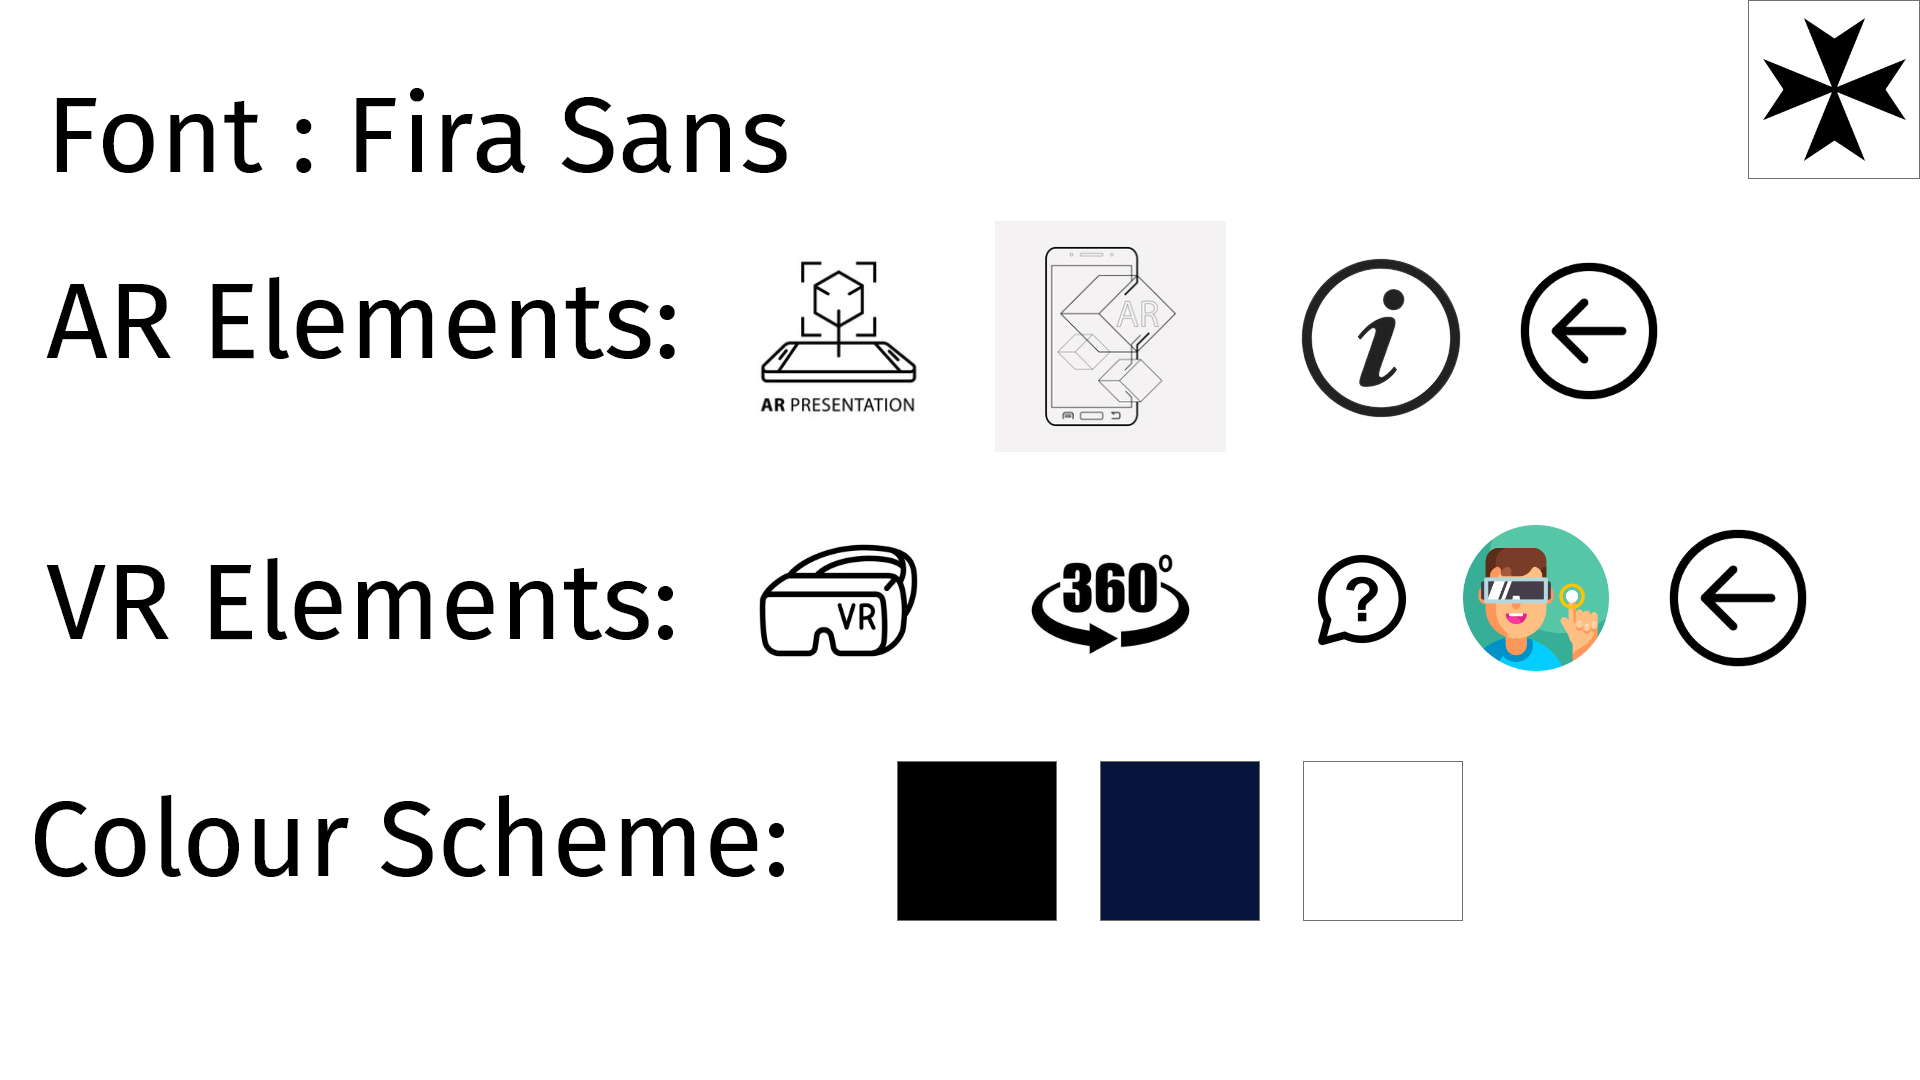 Font : Fira Sans
AR Elements:
AR PRESENTATION
AR
i
VR Elements:
VR
360°
?
Colour Scheme: